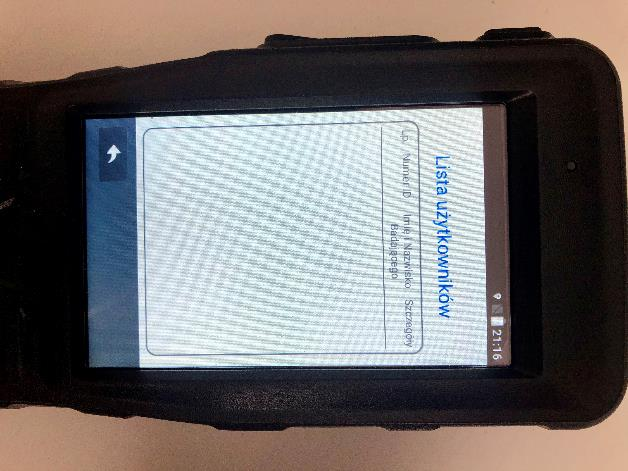 21:16
Lista użytkowników
Lp. Numer ID Imię i Nazwisko Szczegóły
Badającego